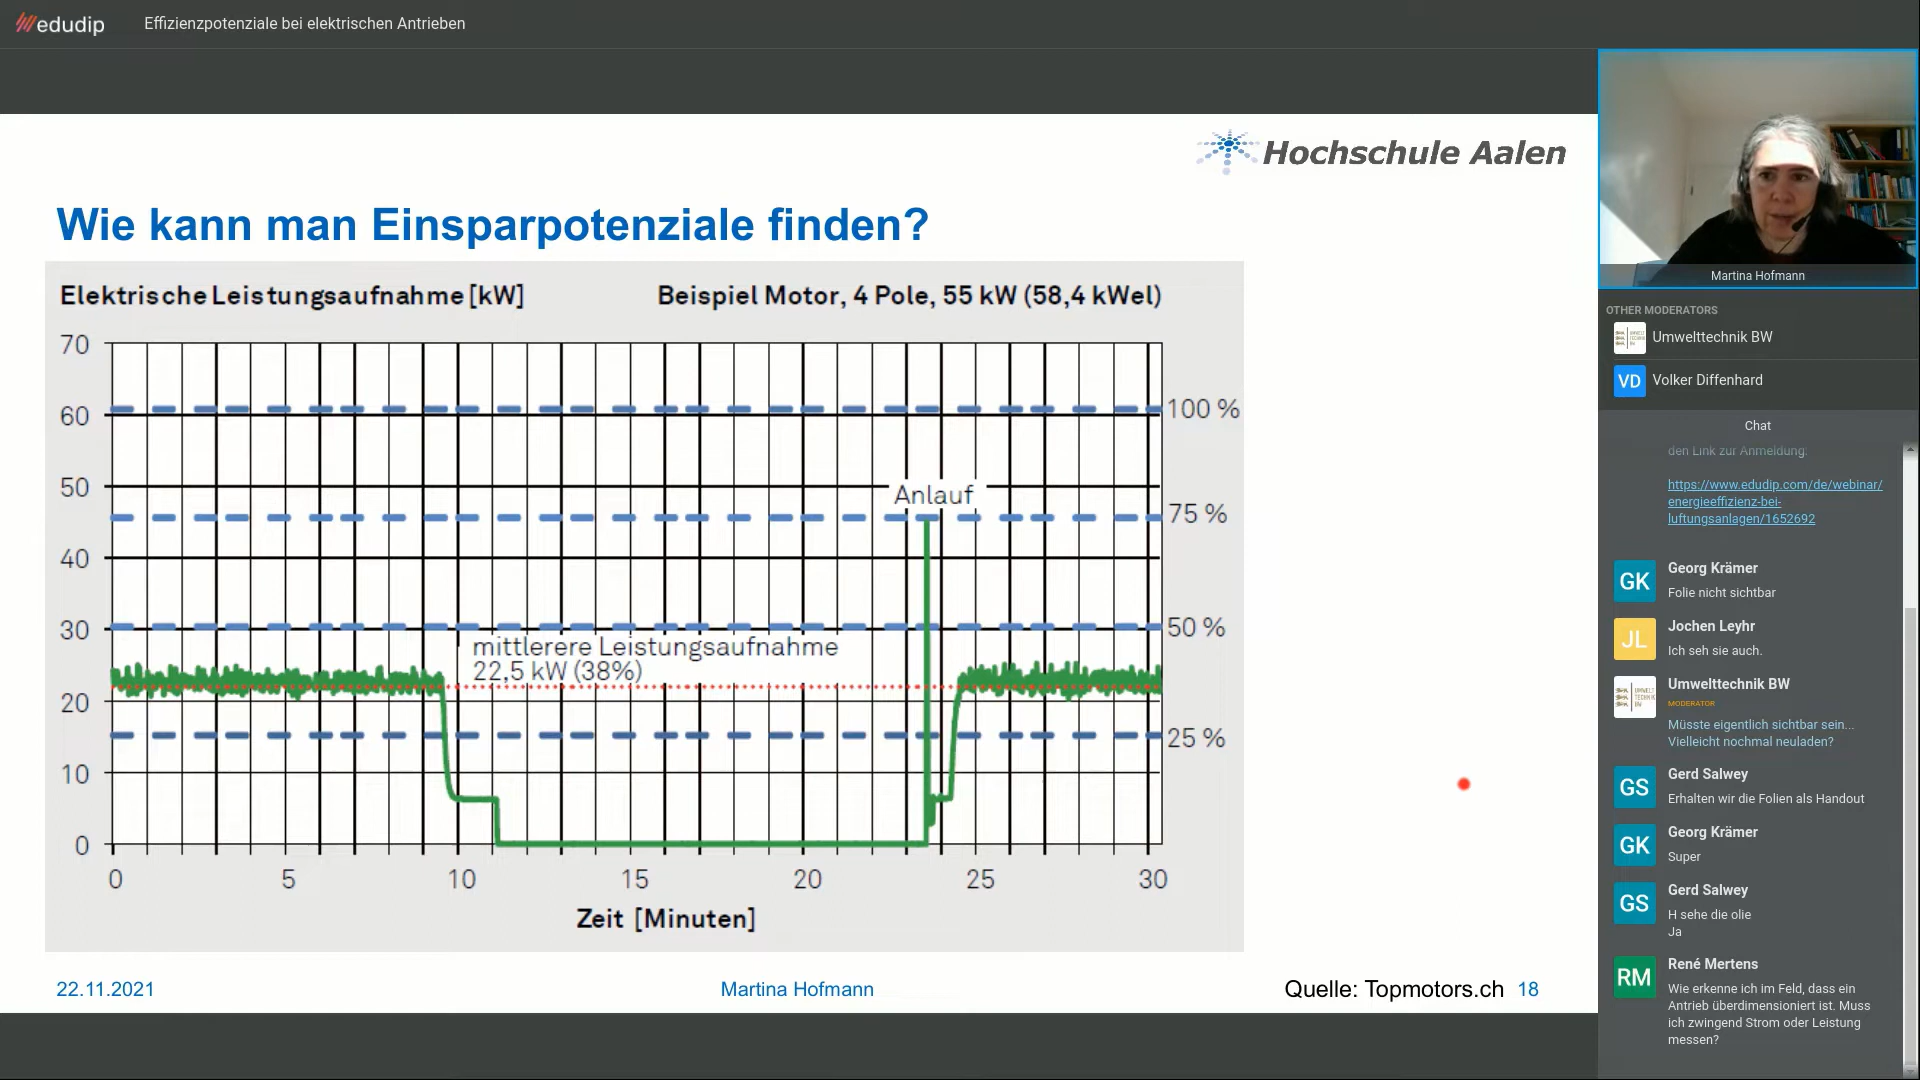 edudip
Effizienzpotenziale bei elektrischen Antrieben
Hochschule Aalen
Wie kann man Einsparpotenziale finden?
Elektrische Leistungsaufnahme [kW]
Beispiel Motor, 4 Pole, 55 kW (58,4 kWel)
70
60
50
40
30
20
10
0
100 %
75 %
50 %
25 %
Anlauf
mittlerere Leistungsaufnahme
22,5 kW (38%)
0 5 10 15 20 25 30
Zeit [Minuten]
22.11.2021
Martina Hofmann
Quelle: Topmotors.ch
18
Martina Hofmann
OTHER MODERATORS
Umwelttechnik BW
VD
Volker Diffenhard
Chat
den Link zur Anmeldung:
https://www.edudip.com/de/webinar/
energieeffizienz-bei-
luftungsanlagen/1652692
GK
Georg Krämer
Folie nicht sichtbar
JL
Jochen Leyhr
Ich seh sie auch.
Umwelttechnik BW
MODERATOR
Müsste eigentlich sichtbar sein...
Vielleicht nochmal neuladen?
GS
Gerd Salwey
Erhalten wir die Folien als Handout
GK
Georg Krämer
Super
GS
Gerd Salwey
H sehe die olie
Ja
RM
René Mertens
Wie erkenne ich im Feld, dass ein
Antrieb überdimensioniert ist. Muss
ich zwingend Strom oder Leistung
messen?